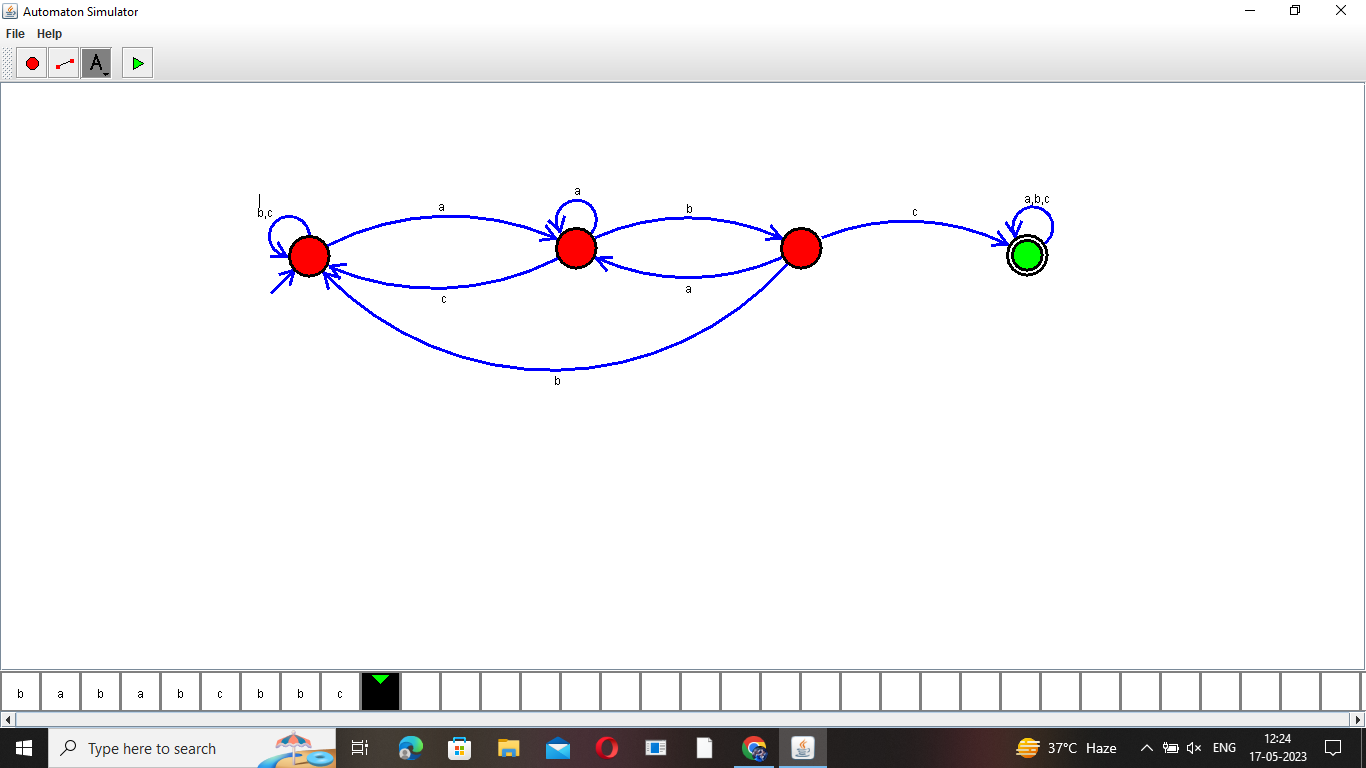 Automaton Simulator
File Help
A
a
a,b,c
b,c
a
b
c
c
a
b
b a b a b c b b c
Type here to search
37°C Haze
ENG
12:24
17-05-2023